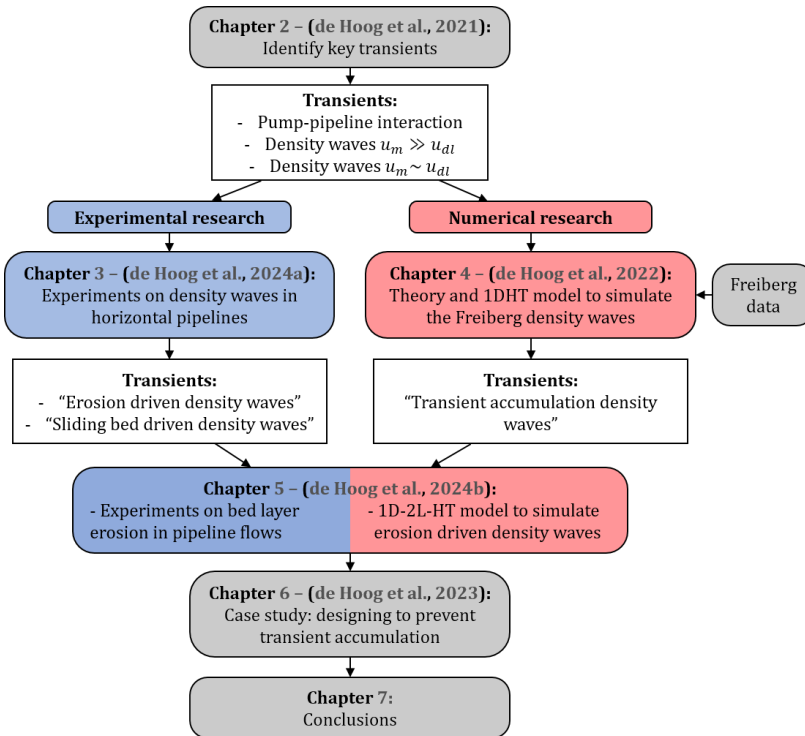 Chapter 2 – (de Hoog et al., 2021):
Identify key transients
Transients:
- Pump-pipeline interaction
- Density waves u_m ≫ u_dl
- Density waves u_m ~ u_dl
Experimental research
Numerical research
Chapter 3 – (de Hoog et al., 2024a):
Experiments on density waves in
horizontal pipelines
Chapter 4 – (de Hoog et al., 2022):
Theory and 1DHT model to simulate
the Freiberg density waves
Freiberg
data
Transients:
- “Erosion driven density waves”
- “Sliding bed driven density waves”
Transients:
“Transient accumulation density
waves”
Chapter 5 – (de Hoog et al., 2024b):
- Experiments on bed layer
erosion in pipeline flows
- 1D-2L-HT model to simulate
erosion driven density waves
Chapter 6 – (de Hoog et al., 2023):
Case study: designing to prevent
transient accumulation
Chapter 7:
Conclusions